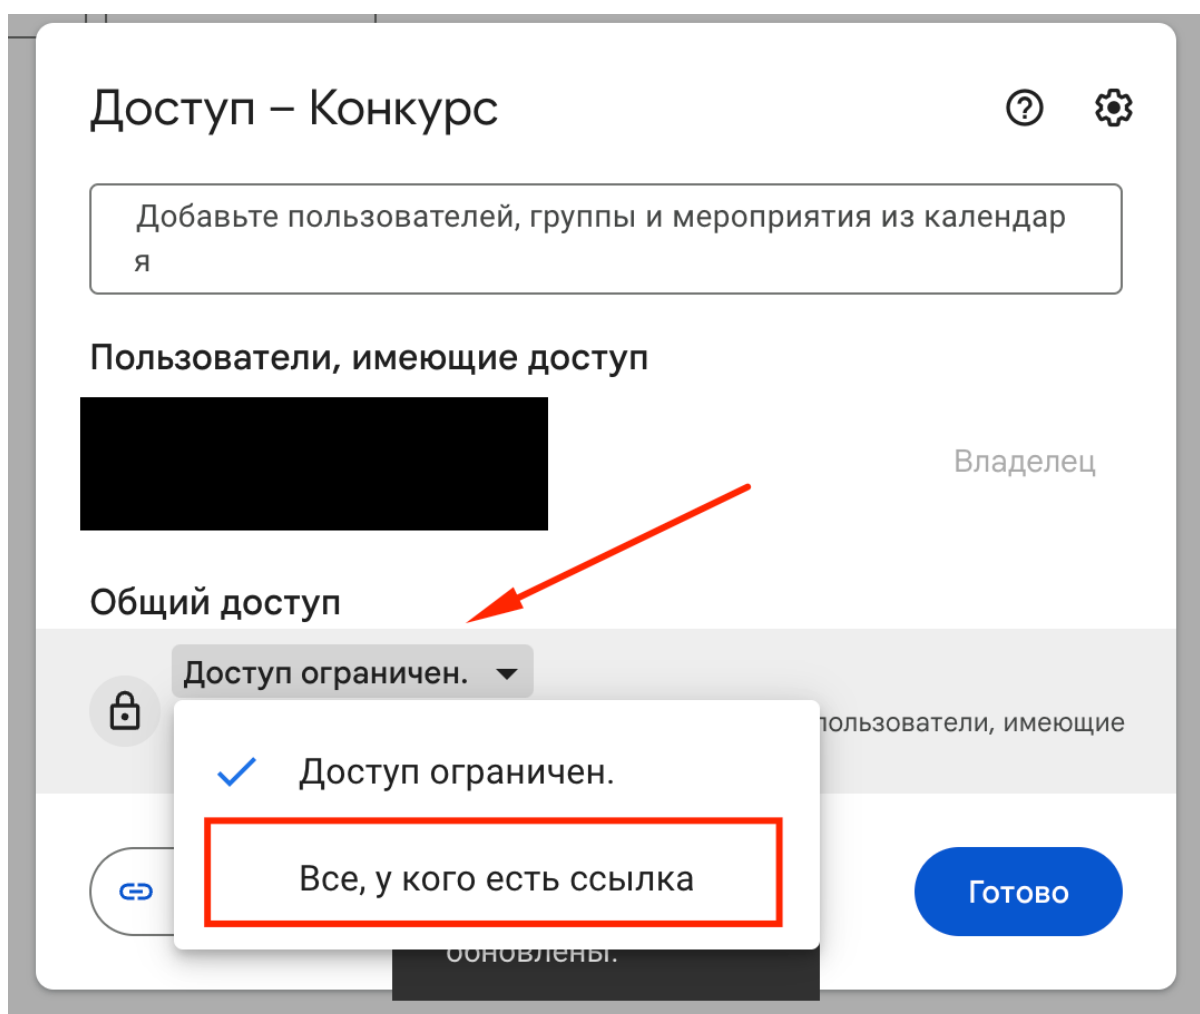 Доступ – Конкурс
Добавьте пользователей, группы и мероприятия из календар
я
Пользователи, имеющие доступ
Владелец
Общий доступ
Доступ ограничен.
пользователи, имеющие
Доступ ограничен.
Все, у кого есть ссылка
Готово
обновлены.